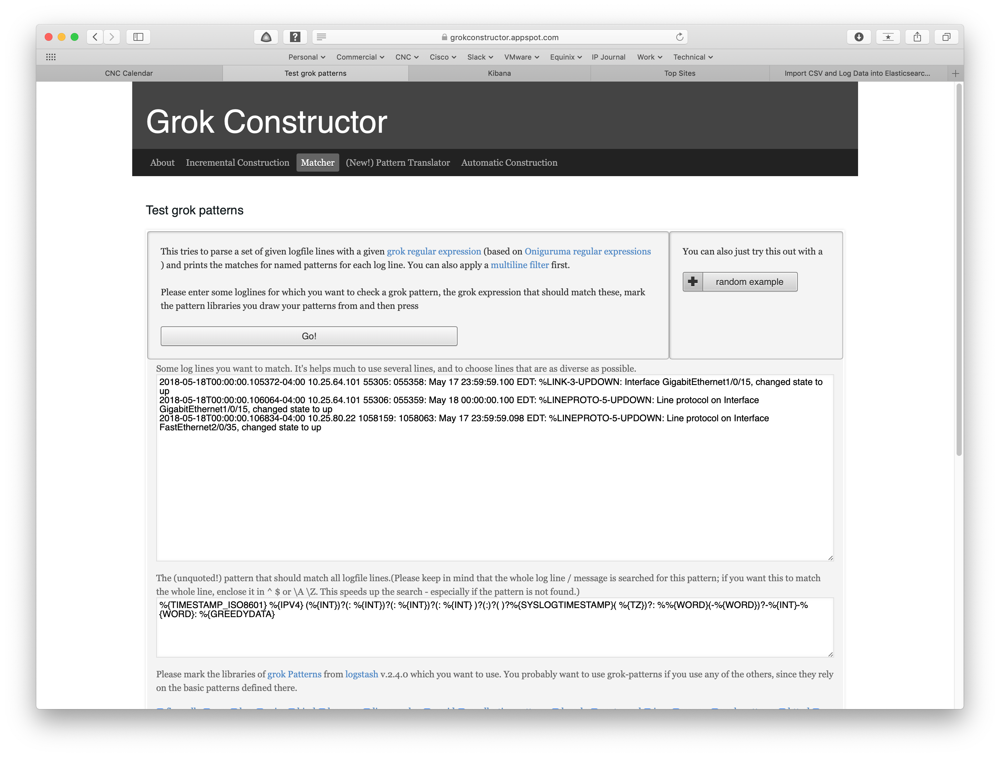 grokconstructor.appspot.com
Personal Commercial CNC Cisco Slack VMware Equinix IP Journal Work Technical
CNC Calendar Test grok patterns Kibana Top Sites Import CSV and Log Data into Elasticsearc...
Grok Constructor
About Incremental Construction Matcher (New!) Pattern Translator Automatic Construction
Test grok patterns
This tries to parse a set of given logfile lines with a given grok regular expression (based on Oniguruma regular expressions
) and prints the matches for named patterns for each log line. You can also apply a multiline filter first.
Please enter some loglines for which you want to check a grok pattern, the grok expression that should match these, mark
the pattern libraries you draw your patterns from and then press
Go!
You can also just try this out with a
random example
Some log lines you want to match. It's helps much to use several lines, and to choose lines that are as diverse as possible.
2018-05-18T00:00:00.105372-04:00 10.25.64.101 55305: 055358: May 17 23:59:59.100 EDT: %LINK-3-UPDOWN: Interface GigabitEthernet1/0/15, changed state to
up
2018-05-18T00:00:00.106064-04:00 10.25.64.101 55306: 055359: May 18 00:00:00.100 EDT: %LINEPROTO-5-UPDOWN: Line protocol on Interface
GigabitEthernet1/0/15, changed state to up
2018-05-18T00:00:00.106834-04:00 10.25.80.22 1058159: 1058063: May 17 23:59:59.098 EDT: %LINEPROTO-5-UPDOWN: Line protocol on Interface
FastEthernet2/0/35, changed state to up
The (unquoted!) pattern that should match all logfile lines.(Please keep in mind that the whole log line / message is searched for this pattern; if you want this to match
the whole line, enclose it in ^ $ or \A \Z. This speeds up the search - especially if the pattern is not found.)
%{TIMESTAMP_ISO8601} %{IPV4} (%{INT})?(: %{INT})?(: %{INT})?(: %{INT} )?(:)?( )?%{SYSLOGTIMESTAMP}( %{TZ})?: %%{WORD}(-%{WORD})?-%{INT}-%
{WORD}: %{GREEDYDATA}
Please mark the libraries of grok Patterns from logstash v.2.4.0 which you want to use. You probably want to use grok-patterns if you use any of the others, since they rely
on the basic patterns defined there.